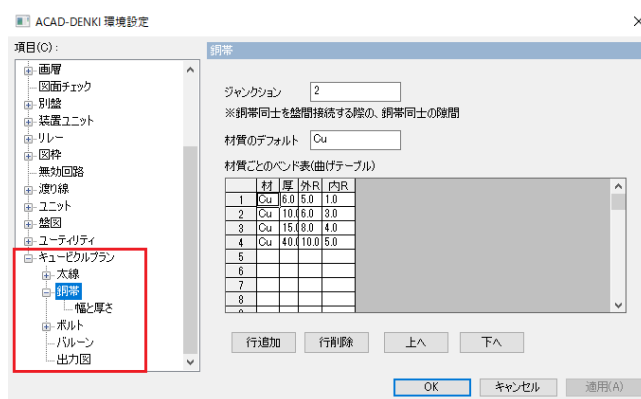 ACAD-DENKI 環境設定
項目(C):
画層
図面チェック
別盤
装置ユニット
リレー
図枠
無効回路
渡り線
ユニット
盤図
ユーティリティ
キュービクルプラン
太線
銅帯
幅と厚さ
ボルト
バルーン
出力図
銅帯
ジャンクション 2
※銅帯同士を盤間接続する際の、銅帯同士の隙間
材質のデフォルト Cu
材質ごとのベンド表(曲げテーブル)
材 厚 外R 内R
1 Cu 6.0 5.0 1.0
2 Cu 10.0 6.0 3.0
3 Cu 15.0 8.0 4.0
4 Cu 40.0 10.0 5.0
5
6
7
8
行追加 行削除 上へ 下へ
OK キャンセル 適用(A)